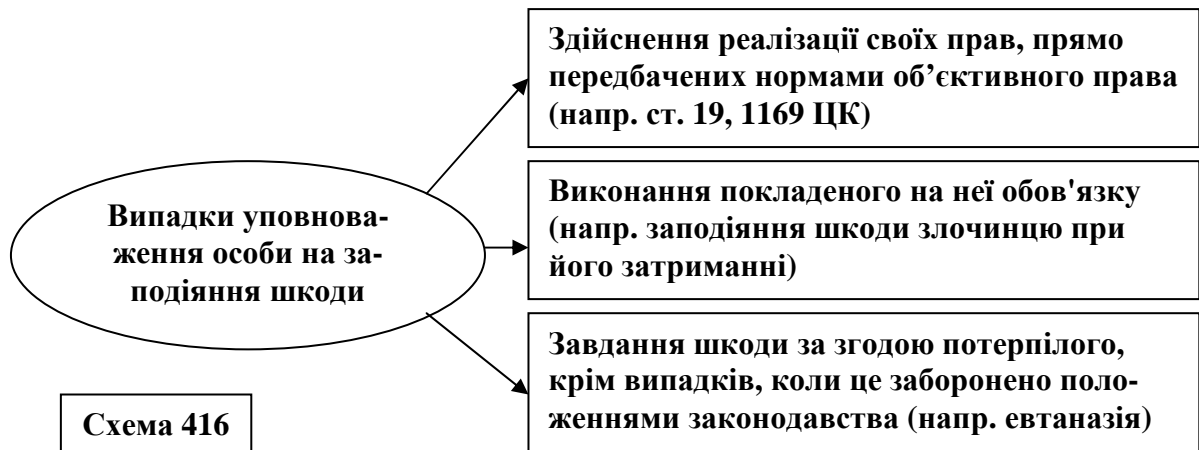 Здійснення реалізації своїх прав, прямо
передбачених нормами об’єктивного права
(напр. ст. 19, 1169 ЦК)
Випадки уповнова-
ження особи на за-
подіяння шкоди
Виконання покладеного на неї обов'язку
(напр. заподіяння шкоди злочинцю при
його затриманні)
Завдання шкоди за згодою потерпілого,
крім випадків, коли це заборонено поло-
женнями законодавства (напр. евтаназія)
Схема 416